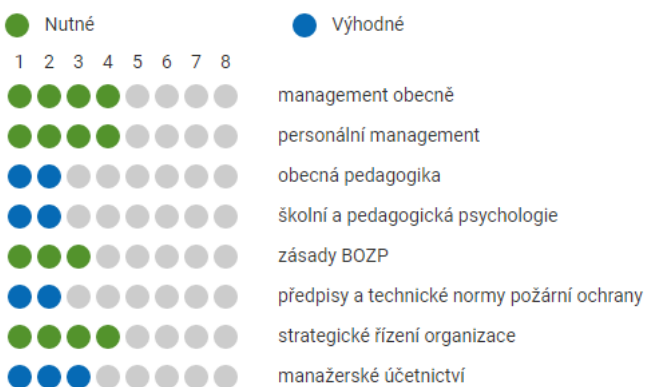 Nutné Výhodné
1 2 3 4 5 6 7 8
management obecně
personální management
obecná pedagogika
školní a pedagogická psychologie
zásady BOZP
předpisy a technické normy požární ochrany
strategické řízení organizace
manažerské účetnictví